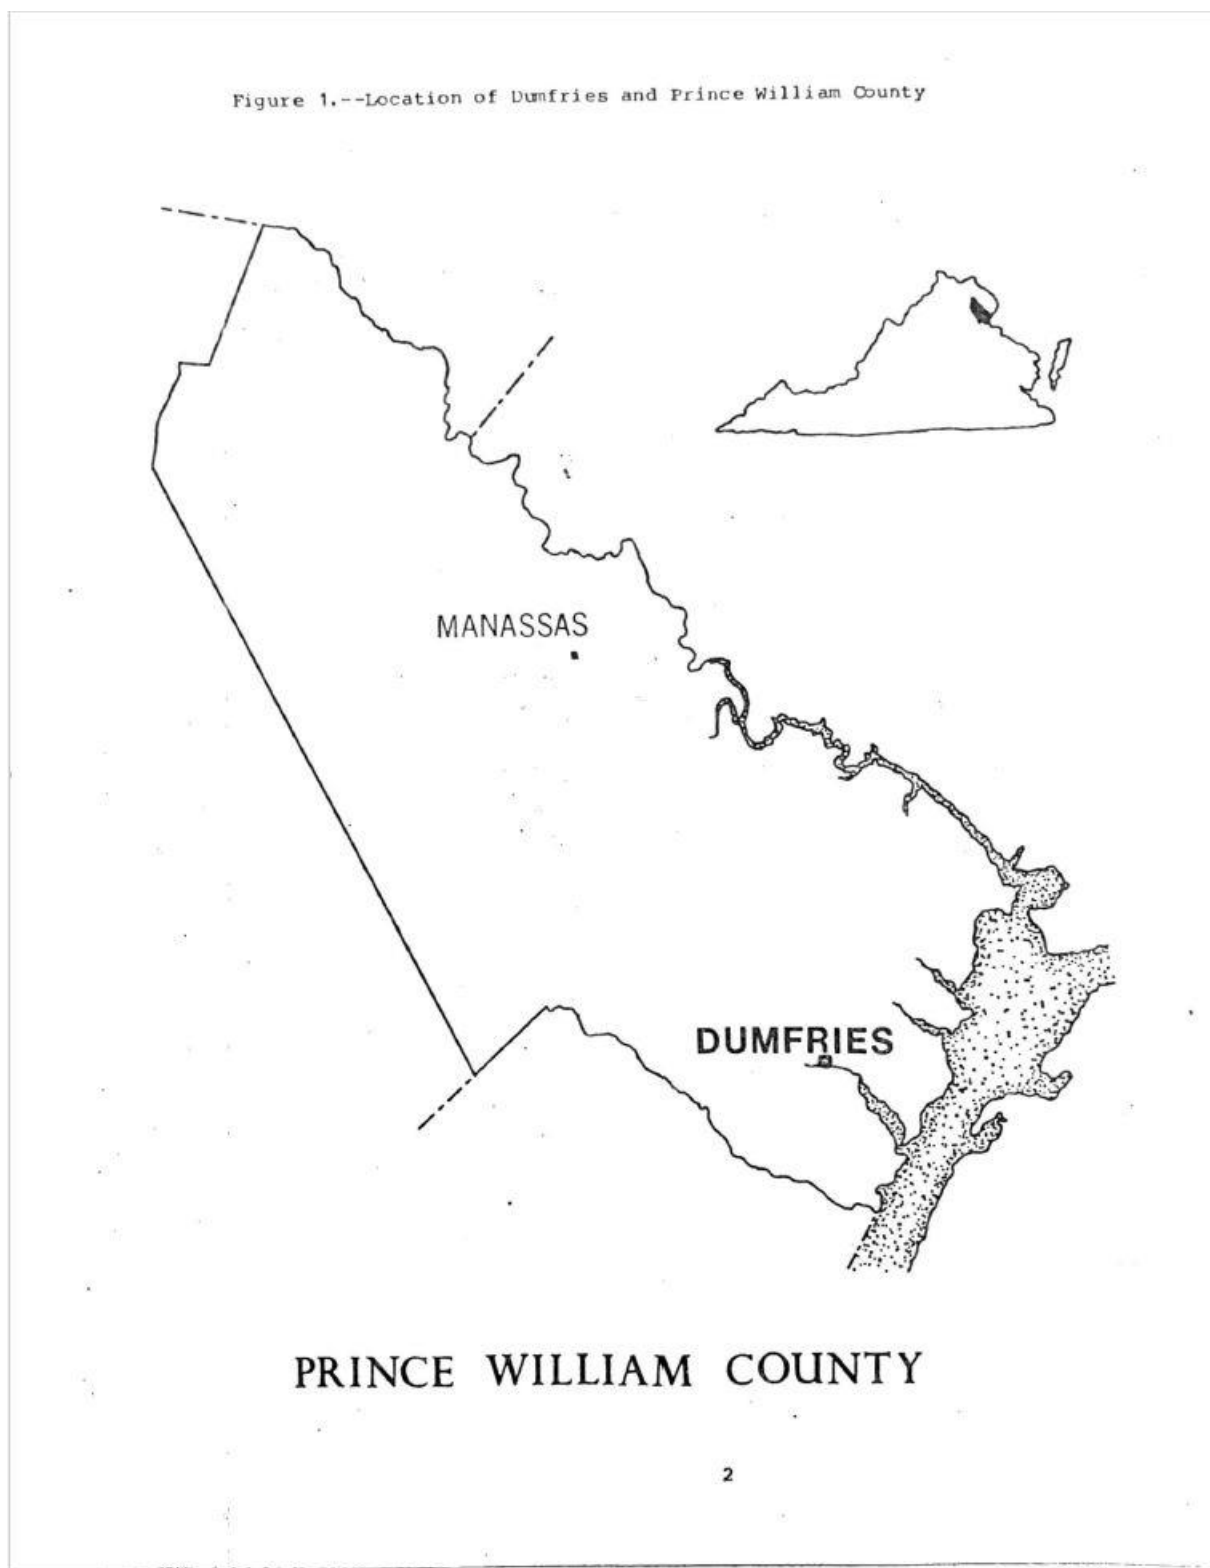 Figure 1.--Location of Dumfries and Prince William County
MANASSAS
DUMFRIES
PRINCE WILLIAM COUNTY
2